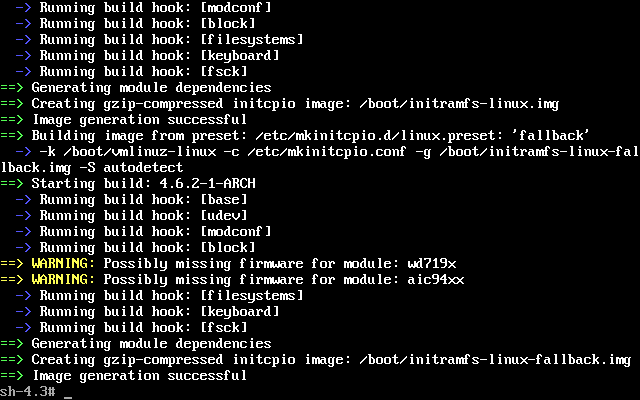 -> Running build hook: [modconf]
-> Running build hook: [block]
-> Running build hook: [filesystems]
-> Running build hook: [keyboard]
-> Running build hook: [fsck]
==> Generating module dependencies
==> Creating gzip-compressed initcpio image: /boot/initramfs-linux.img
==> Image generation successful
==> Building image from preset: /etc/mkinitcpio.d/linux.preset: 'fallback'
-> -k /boot/vmlinuz-linux -c /etc/mkinitcpio.conf -g /boot/initramfs-linux-fal
lback.img -S autodetect
==> Starting build: 4.6.2-1-ARCH
-> Running build hook: [base]
-> Running build hook: [udev]
-> Running build hook: [modconf]
-> Running build hook: [block]
==> WARNING: Possibly missing firmware for module: wd719x
==> WARNING: Possibly missing firmware for module: aic94xx
-> Running build hook: [filesystems]
-> Running build hook: [keyboard]
-> Running build hook: [fsck]
==> Generating module dependencies
==> Creating gzip-compressed initcpio image: /boot/initramfs-linux-fallback.img
==> Image generation successful
sh-4.3# _